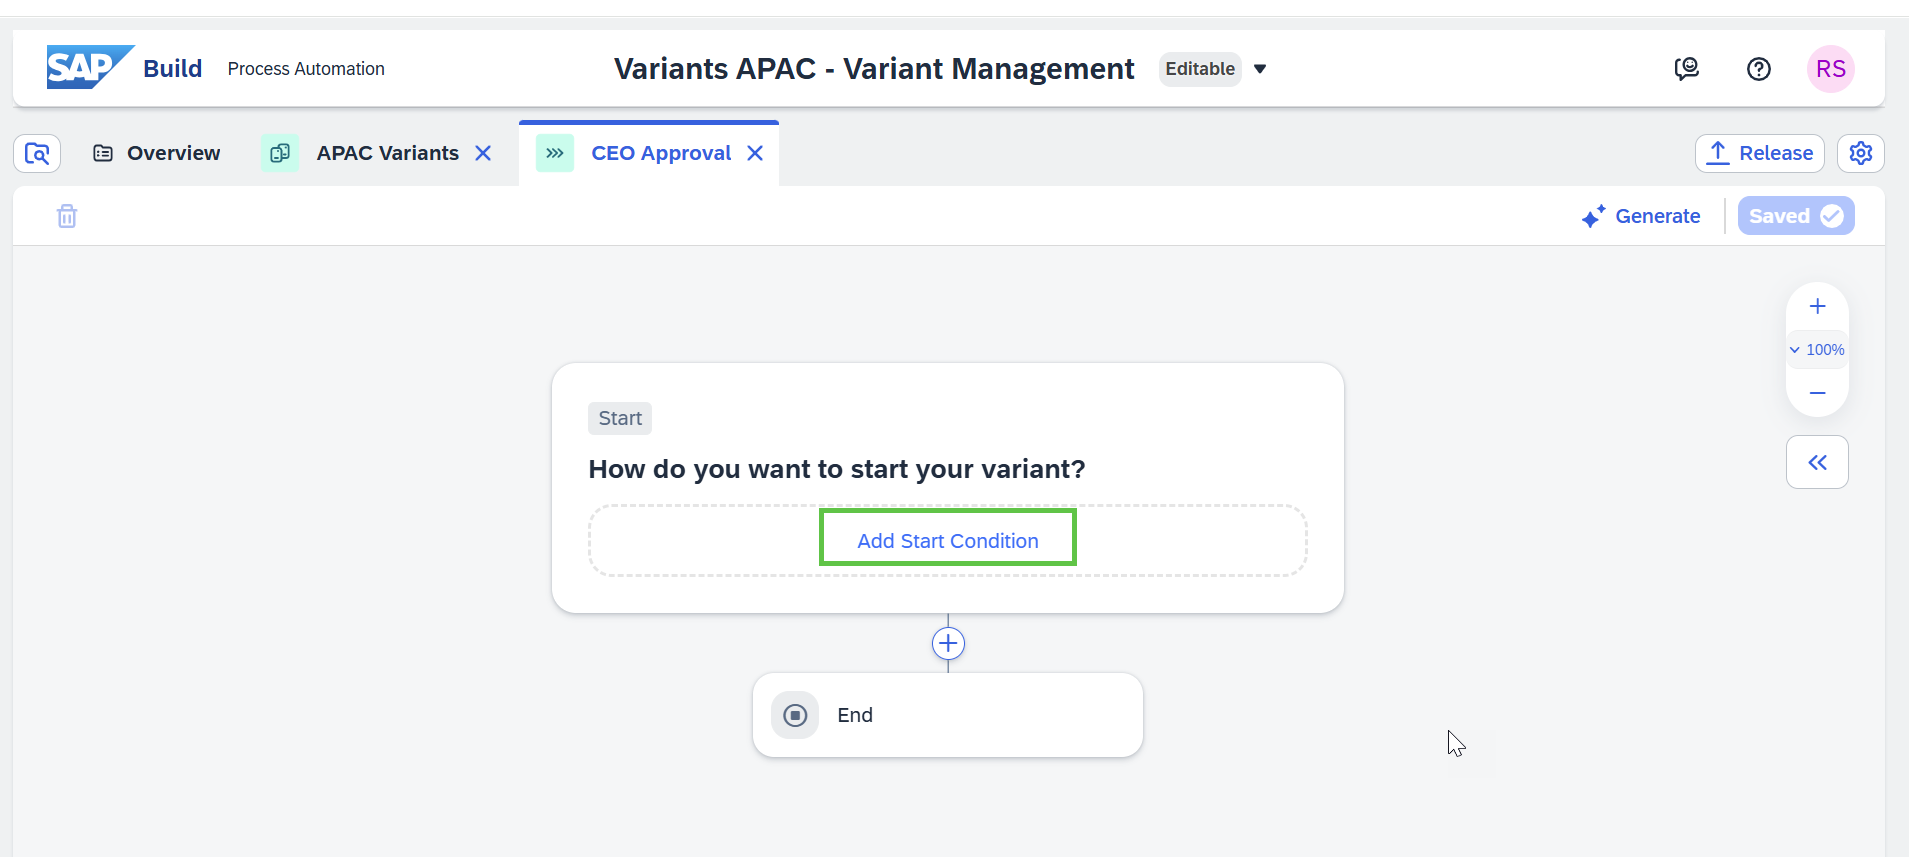 SAP Build Process Automation Variants APAC - Variant Management Editable RS
Overview APAC Variants CEO Approval Release
Generate Saved
100%
Start
How do you want to start your variant?
Add Start Condition
End